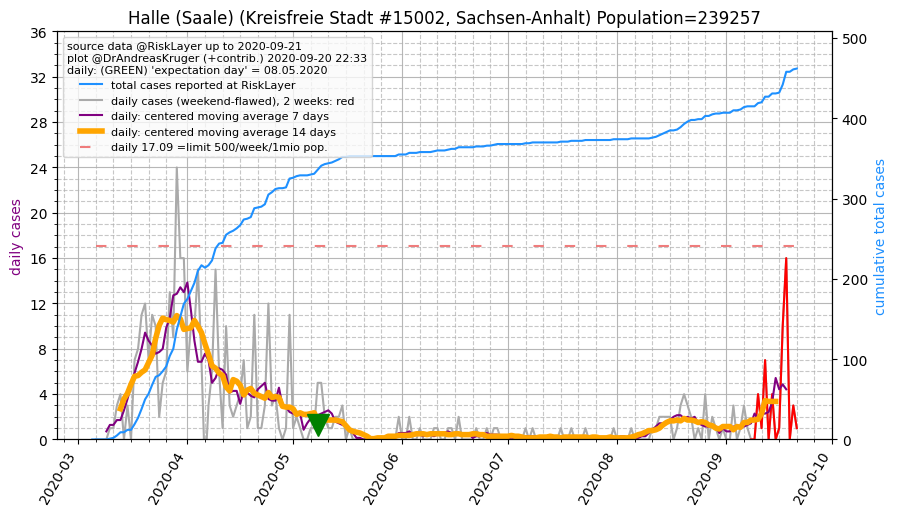 Halle (Saale) (Kreisfreie Stadt #15002, Sachsen-Anhalt) Population=239257
source data @RiskLayer up to 2020-09-21
plot @DrAndreasKruger (+contrib.) 2020-09-20 22:33
daily: (GREEN) 'expectation day' = 08.05.2020
total cases reported at RiskLayer
daily cases (weekend-flawed), 2 weeks: red
daily: centered moving average 7 days
daily: centered moving average 14 days
daily 17.09 =limit 500/week/1mio pop.
daily cases
36
32
28
24
20
16
12
8
4
0
cumulative total cases
500
400
300
200
100
0
2020-03
2020-04
2020-05
2020-06
2020-07
2020-08
2020-09
2020-10